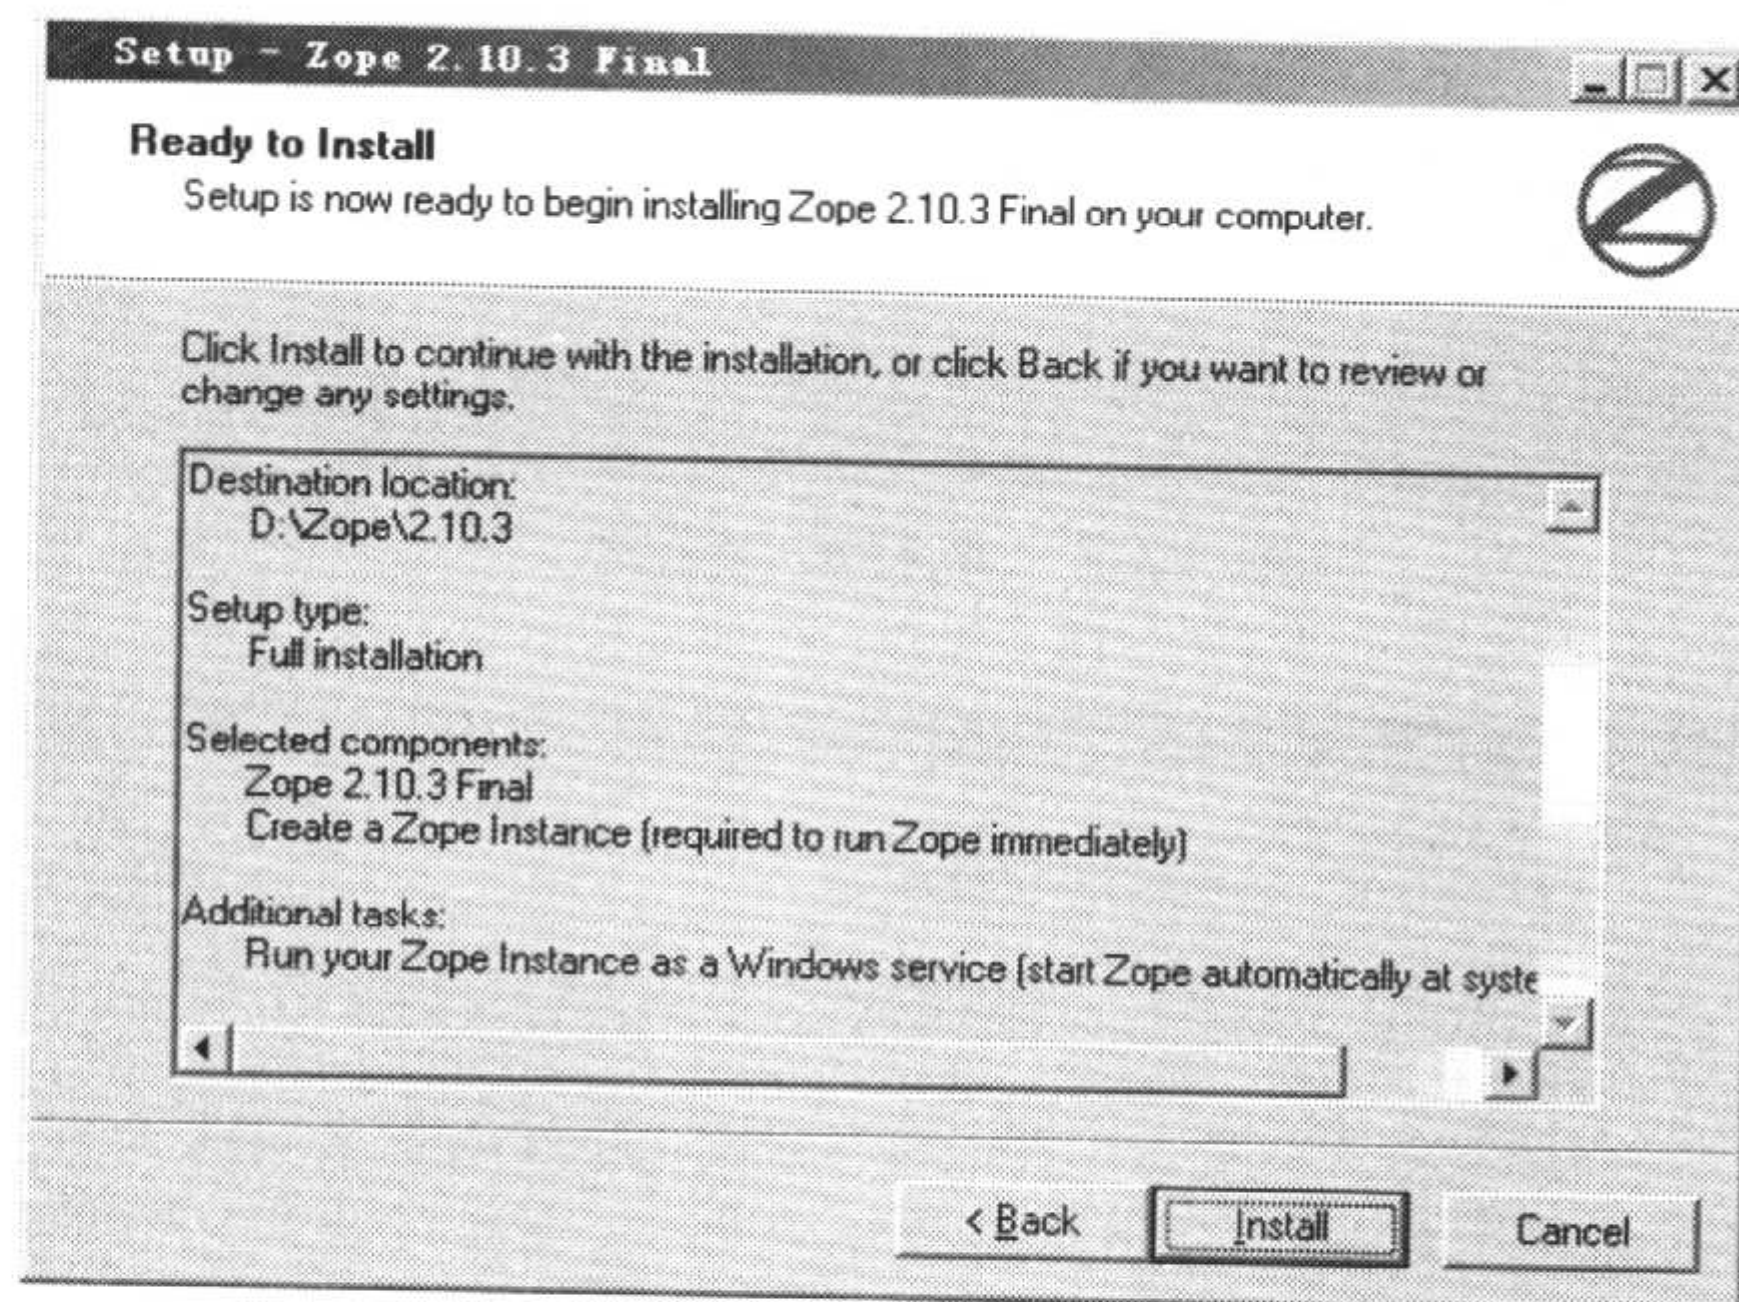 Setup - Zope 2.10.3 Final
Ready to Install
Setup is now ready to begin installing Zope 2.10.3 Final on your computer.
Click Install to continue with the installation, or click Back if you want to review or
change any settings.
Destination location:
D:\Zope\2.10.3
Setup type:
Full installation
Selected components:
Zope 2.10.3 Final
Create a Zope Instance (required to run Zope immediately)
Additional tasks:
Run your Zope Instance as a Windows service (start Zope automatically at syste
< Back
Install
Cancel